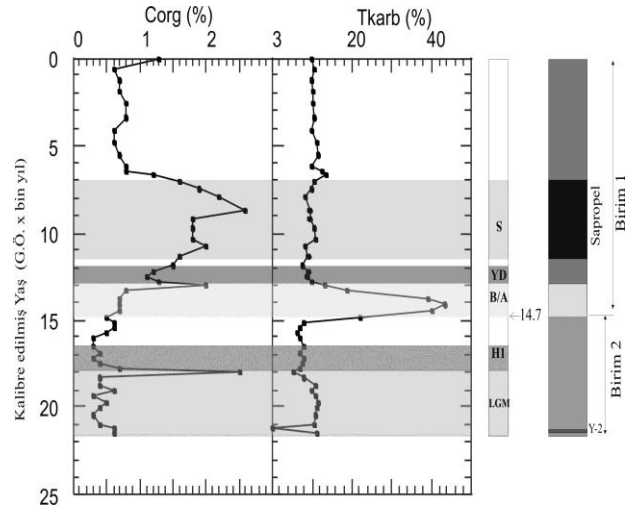 Corg (%)
Tkarb (%)
0 1 2 3 20 40
0
5
10
15
20
25
Kalibre edilmiş Yaş (G.Ö. x bin yıl)
S
YD
B/A
14.7
H1
LGM
Sapropel
Birim 1
Birim 2
Y-2